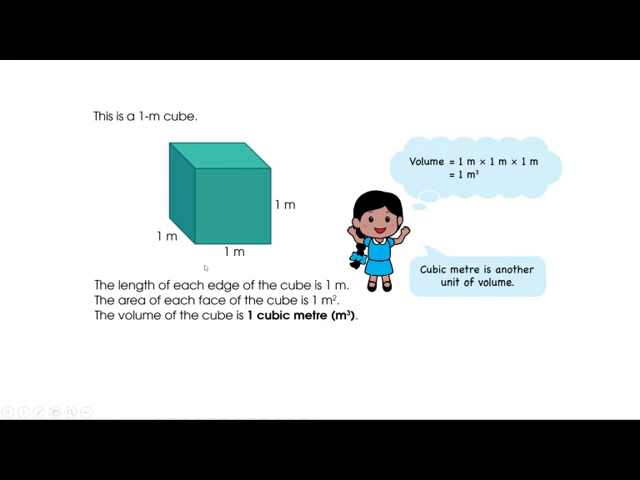 This is a 1-m cube.
Volume = 1 m × 1 m × 1 m
= 1 m³
1 m
1 m
1 m
Cubic metre is another
unit of volume.
The length of each edge of the cube is 1 m.
The area of each face of the cube is 1 m².
The volume of the cube is 1 cubic metre (m³).